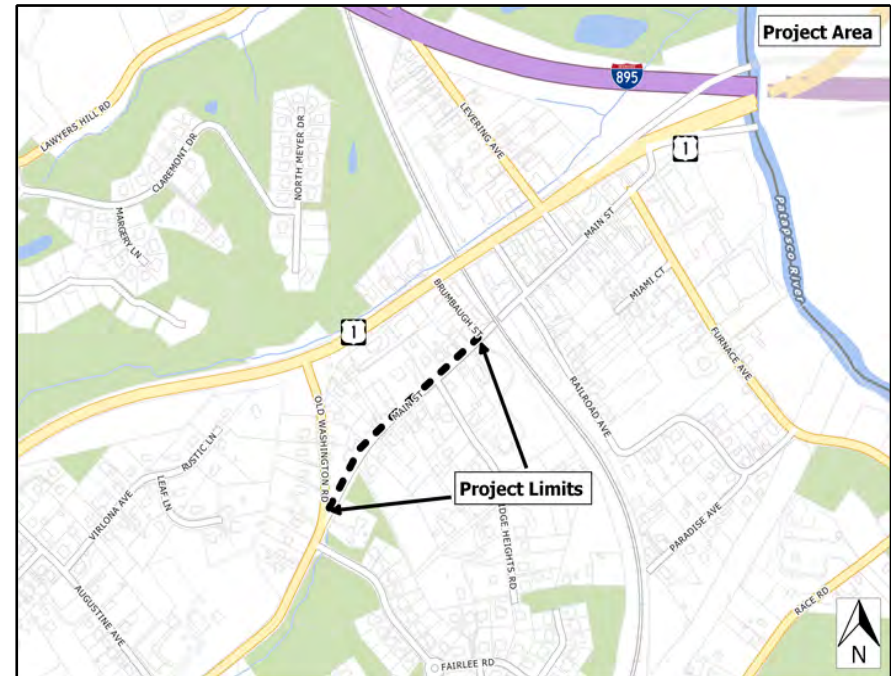 Project Area
895
LAWYERS HILL RD
LEVERING AVE
1
CLAREMONT DR
NORTH MEYER DR
MARGERY LN
MAIN ST
Patapsco River
MIAMI CT
BRUMBAUGH ST
1
FURNACE AVE
RAILROAD AVE
OLD WASHINGTON RD
MAIN ST
RUSTIC LN
LEAF LN
VIRLONA AVE
Project Limits
IDGE HEIGHTS RD
PARADISE AVE
AUGUSTINE AVE
RACE RD
FAIRLEE RD
N